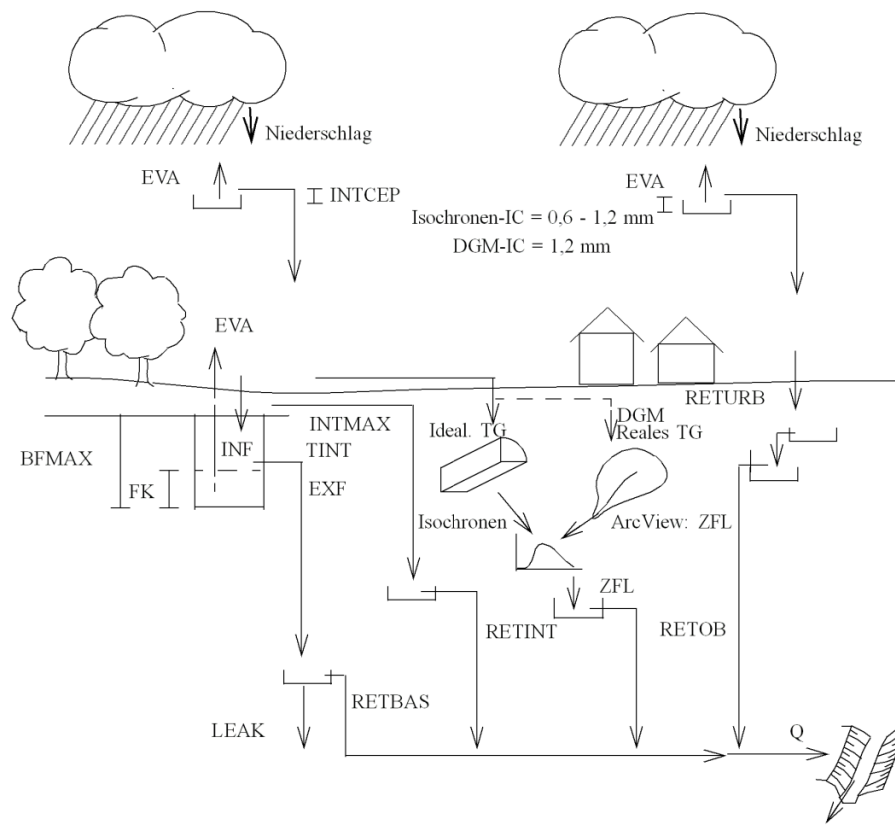 Niederschlag
Niederschlag
EVA
INTCEP
EVA
Isochronen-IC = 0,6 - 1,2 mm
DGM-IC = 1,2 mm
EVA
RETURB
INTMAX
Ideal. TG
DGM
Reales TG
BFMAX
INF
TINT
FK
EXF
Isochronen
ArcView: ZFL
ZFL
RETINT
RETOB
RETBAS
LEAK
Q